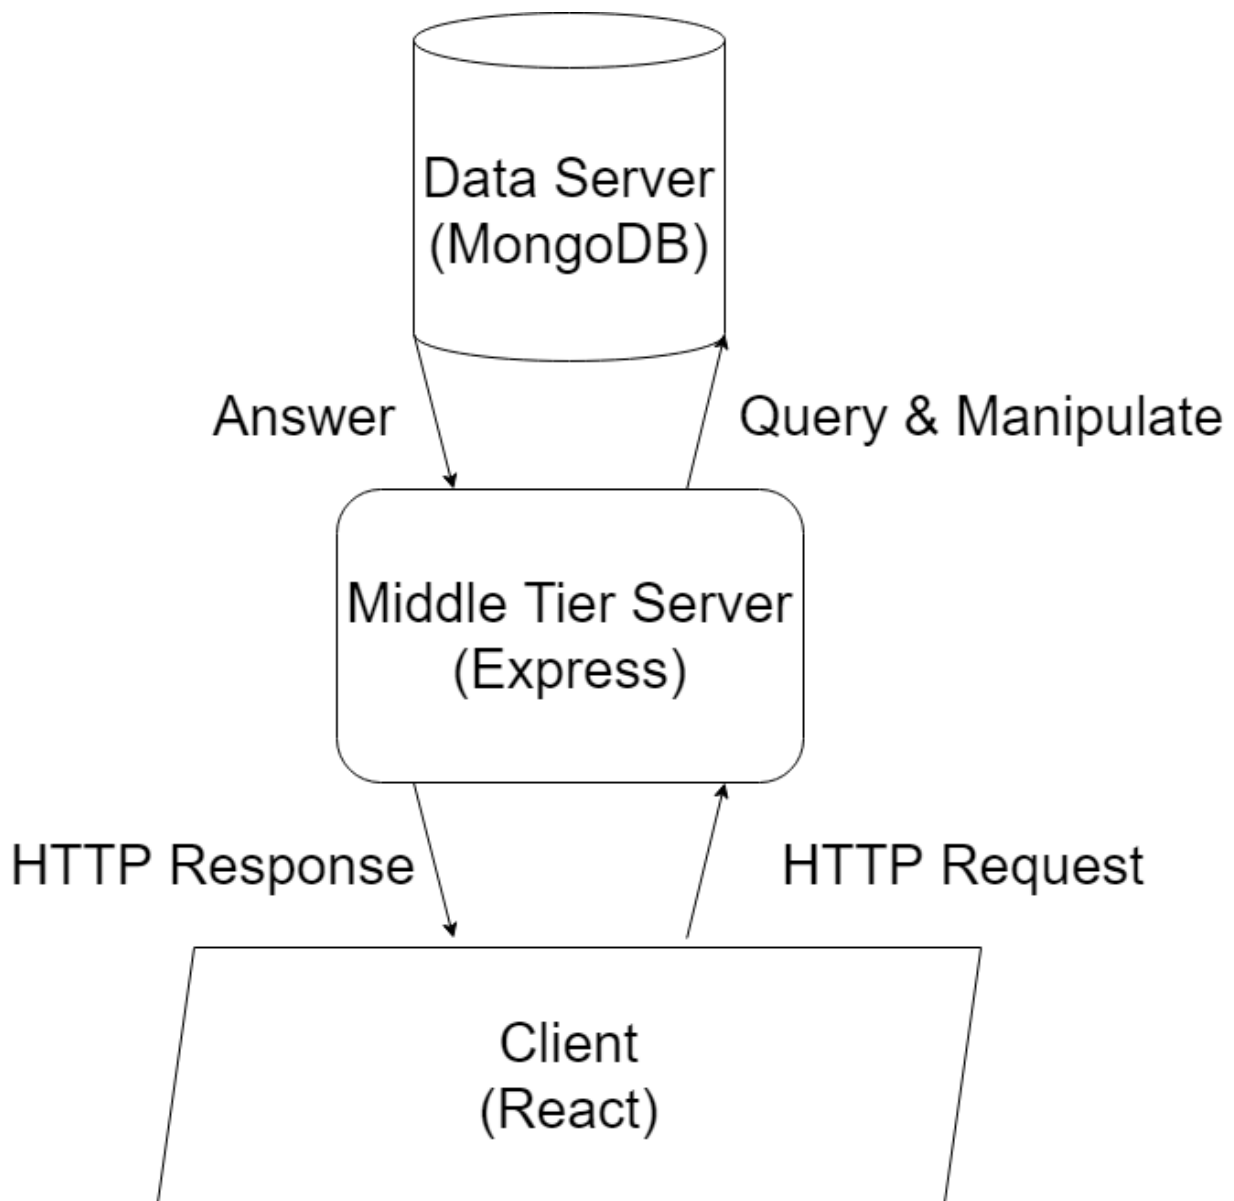 Data Server
(MongoDB)
Answer
Query & Manipulate
Middle Tier Server
(Express)
HTTP Response
HTTP Request
Client
(React)